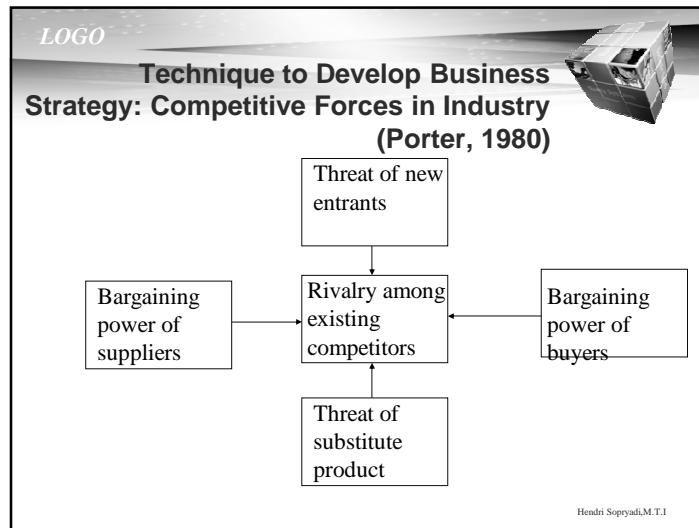 LOGO
Technique to Develop Business
Strategy: Competitive Forces in Industry
(Porter, 1980)
Threat of new
entrants
Bargaining
power of
suppliers
Rivalry among
existing
competitors
Bargaining
power of
buyers
Threat of
substitute
product
Hendri Sopryadi,M.T.I